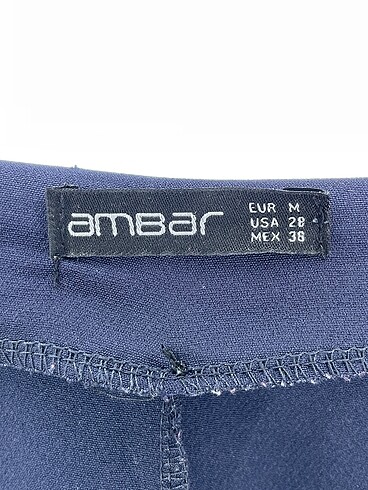 amBar
EUR M
USA 28
MEX 38